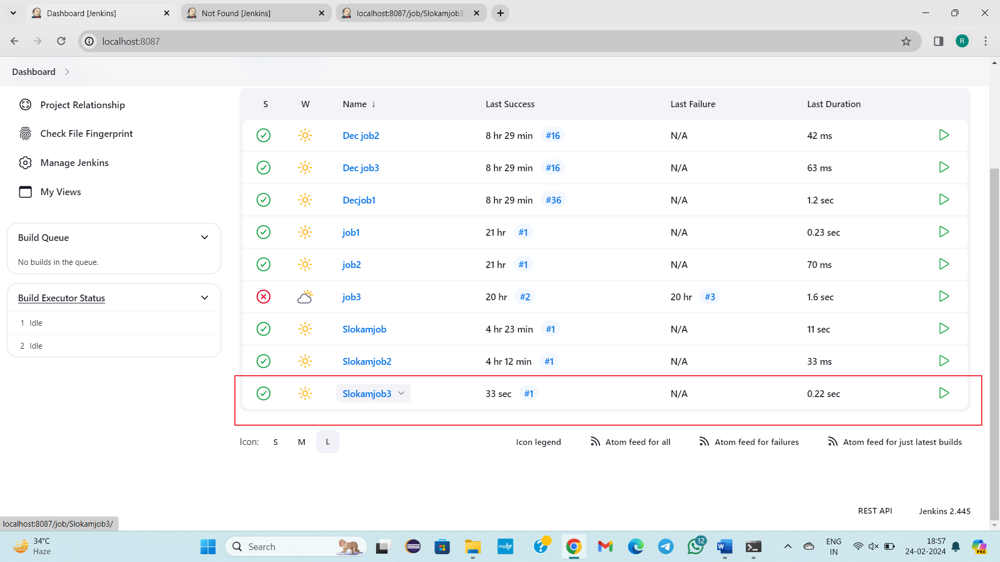 Dashboard [Jenkins]
Not Found [Jenkins]
localhost:8087/job/Slokamjob3/
localhost:8087
R
Dashboard
Project Relationship
Check File Fingerprint
Manage Jenkins
My Views
Build Queue
No builds in the queue.
Build Executor Status
1 Idle
2 Idle
S W Name ↓ Last Success Last Failure Last Duration
Dec job2 8 hr 29 min #16 N/A 42 ms
Dec job3 8 hr 29 min #16 N/A 63 ms
Decjob1 8 hr 29 min #36 N/A 1.2 sec
job1 21 hr #1 N/A 0.23 sec
job2 21 hr #1 N/A 70 ms
job3 20 hr #2 20 hr #3 1.6 sec
Slokamjob 4 hr 23 min #1 N/A 11 sec
Slokamjob2 4 hr 12 min #1 N/A 33 ms
Slokamjob3 33 sec #1 N/A 0.22 sec
Icon: S M L Icon legend Atom feed for all Atom feed for failures Atom feed for just latest builds
REST API Jenkins 2.445
localhost:8087/job/Slokamjob3/
34°C
Haze
Search
myhp
12
W
ENG
IN
18:57
24-02-2024
PRE